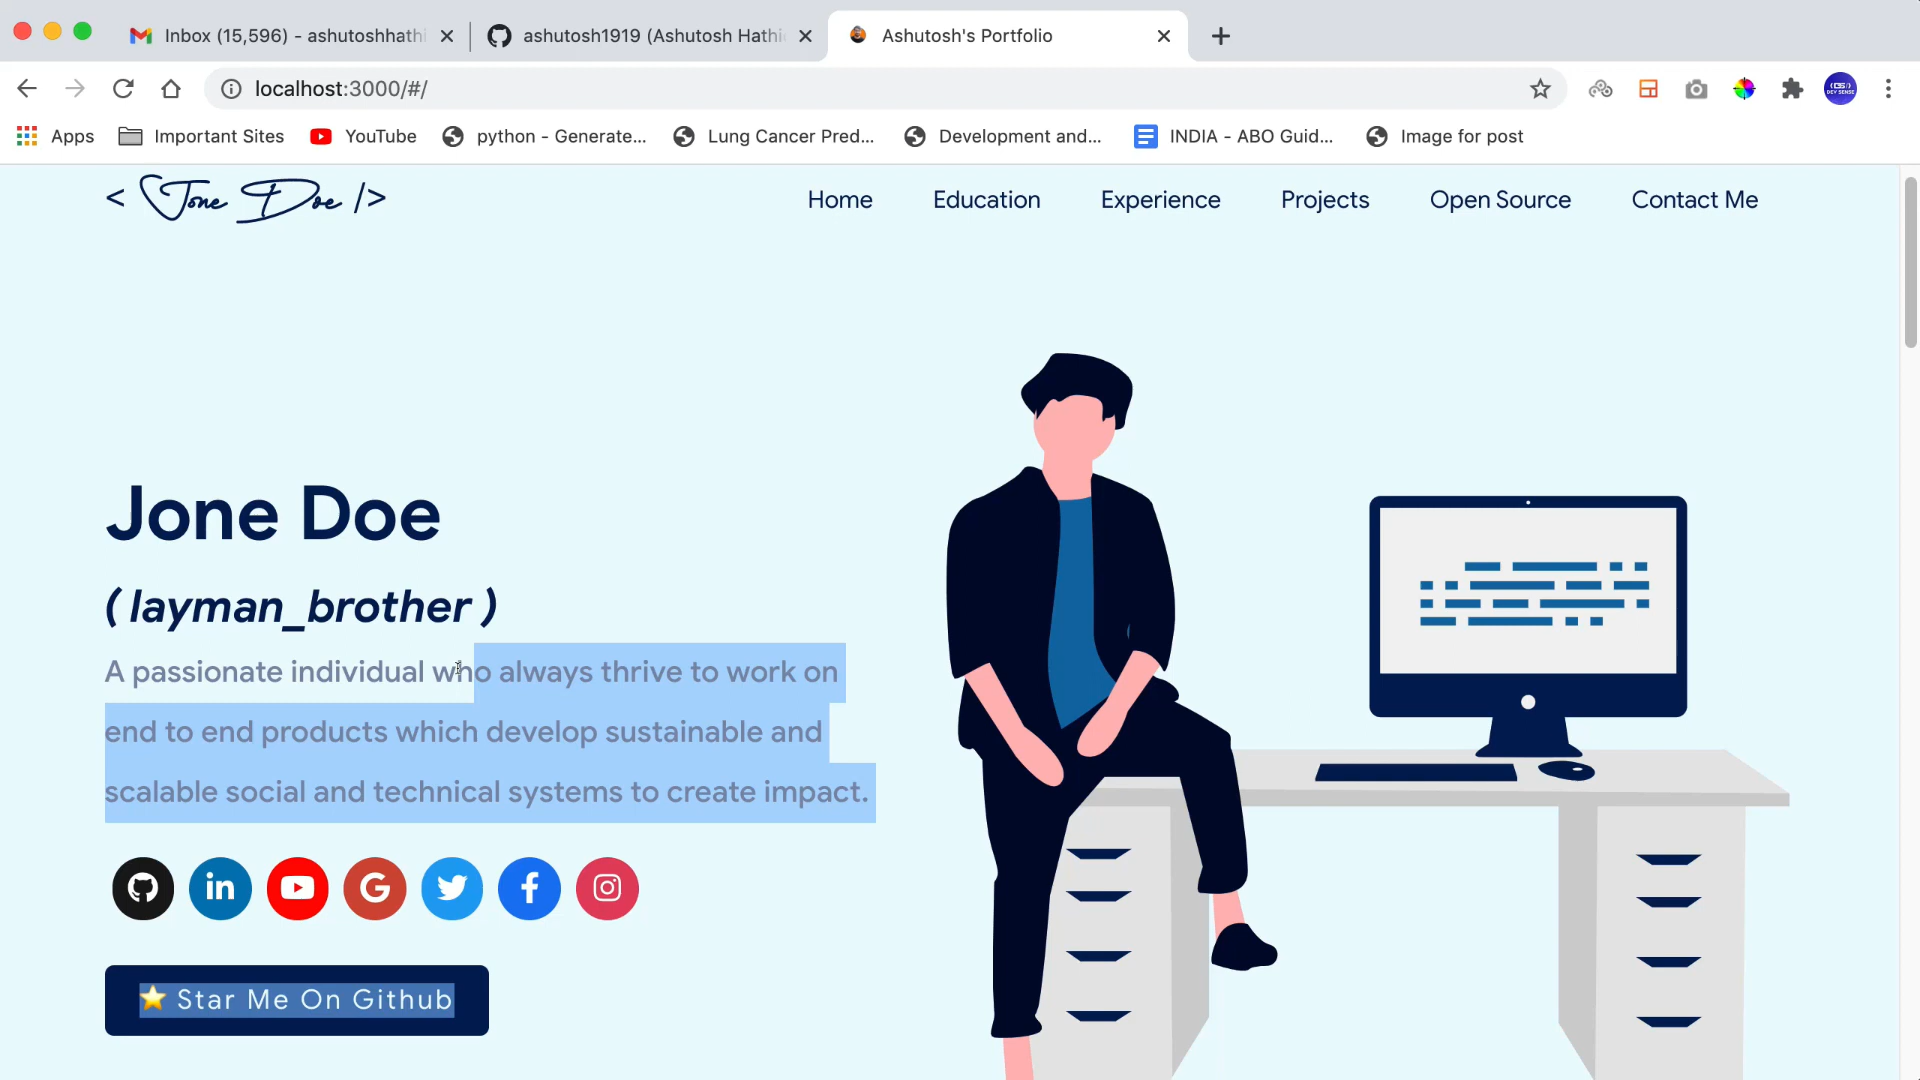 Inbox (15,596) - ashutoshhathi
ashutosh1919 (Ashutosh Hathi
Ashutosh's Portfolio
localhost:3000/#/
Apps
Important Sites
YouTube
python - Generate...
Lung Cancer Pred...
Development and...
INDIA - ABO Guid...
Image for post
< Jone Doe />
Home
Education
Experience
Projects
Open Source
Contact Me
Jone Doe
( layman_brother )
A passionate individual who always thrive to work on
end to end products which develop sustainable and
scalable social and technical systems to create impact.
⭐ Star Me On Github